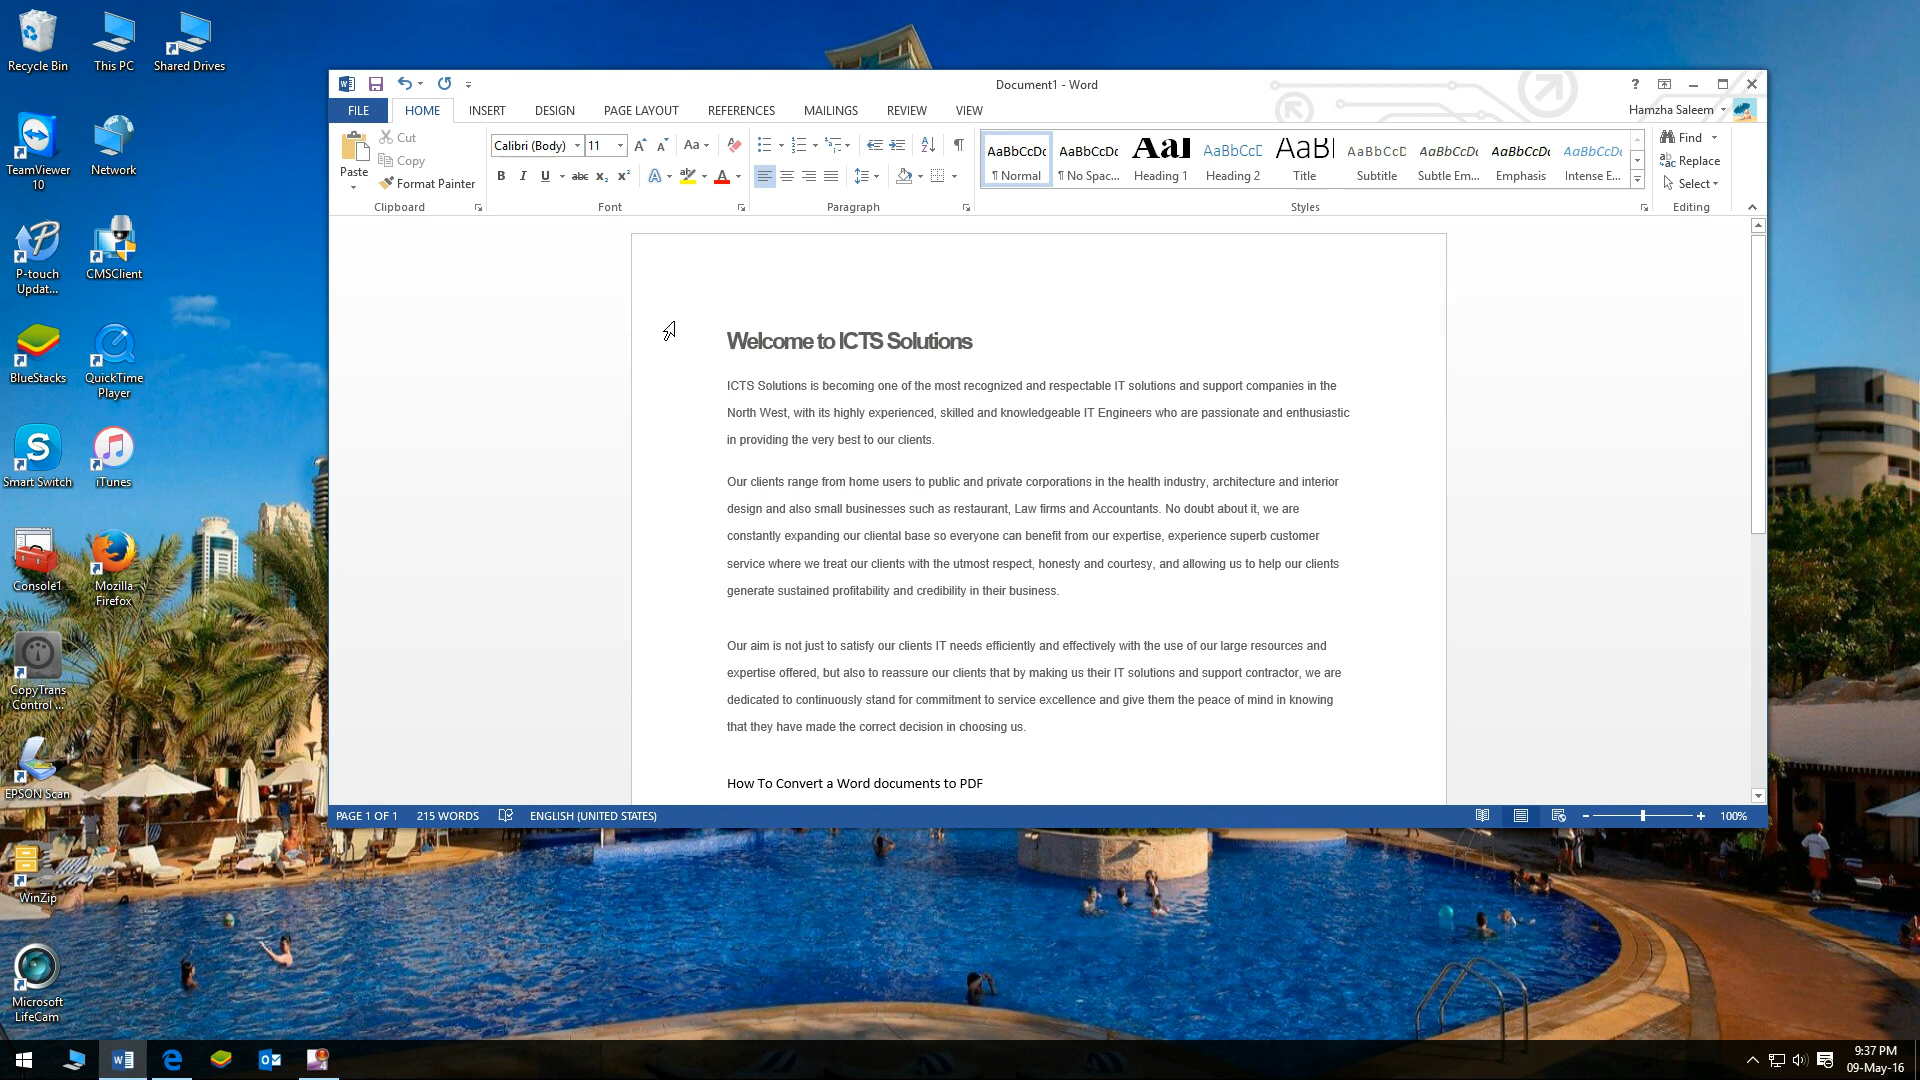 Recycle Bin
This PC
Shared Drives
TeamViewer 10
Network
P-touch Updat...
CMSClient
BlueStacks
QuickTime Player
Smart Switch
iTunes
Console1
Mozilla Firefox
CopyTrans Control ...
EPSON Scan
WinZip
Microsoft LifeCam
Document1 - Word
FILE HOME INSERT DESIGN PAGE LAYOUT REFERENCES MAILINGS REVIEW VIEW
Hamzha Saleem
Paste
Cut
Copy
Format Painter
Clipboard
Calibri (Body) 11
Aa
B I U abc x₂ x² A A
Font
Paragraph
AaBbCcDc AaBbCcDc AaI AaBbCcD AaBI AaBbCcD AaBbCcDc AaBbCcDc AaBbCcDc
¶ Normal ¶ No Spac... Heading 1 Heading 2 Title Subtitle Subtle Em... Emphasis Intense E...
Styles
Find
Replace
Select
Editing
Welcome to ICTS Solutions
ICTS Solutions is becoming one of the most recognized and respectable IT solutions and support companies in the
North West, with its highly experienced, skilled and knowledgeable IT Engineers who are passionate and enthusiastic
in providing the very best to our clients.
Our clients range from home users to public and private corporations in the health industry, architecture and interior
design and also small businesses such as restaurant, Law firms and Accountants. No doubt about it, we are
constantly expanding our cliental base so everyone can benefit from our expertise, experience superb customer
service where we treat our clients with the utmost respect, honesty and courtesy, and allowing us to help our clients
generate sustained profitability and credibility in their business.
Our aim is not just to satisfy our clients IT needs efficiently and effectively with the use of our large resources and
expertise offered, but also to reassure our clients that by making us their IT solutions and support contractor, we are
dedicated to continuously stand for commitment to service excellence and give them the peace of mind in knowing
that they have made the correct decision in choosing us.
How To Convert a Word documents to PDF
PAGE 1 OF 1 215 WORDS ENGLISH (UNITED STATES) 100%
9:37 PM
09-May-16